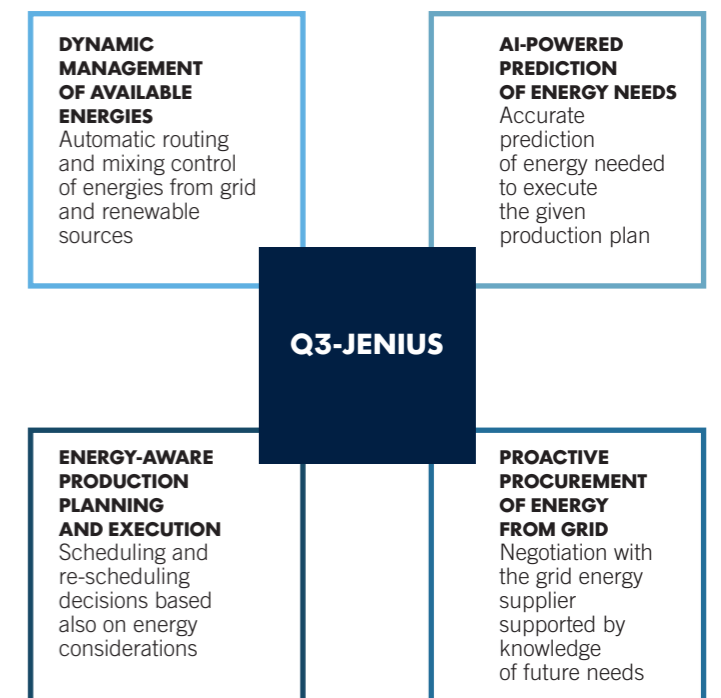 DYNAMIC
MANAGEMENT
OF AVAILABLE
ENERGIES
Automatic routing
and mixing control
of energies from grid
and renewable
sources
AI-POWERED
PREDICTION
OF ENERGY NEEDS
Accurate
prediction
of energy needed
to execute
the given
production plan
Q3-JENIUS
ENERGY-AWARE
PRODUCTION
PLANNING
AND EXECUTION
Scheduling and
re-scheduling
decisions based
also on energy
considerations
PROACTIVE
PROCUREMENT
OF ENERGY
FROM GRID
Negotiation with
the grid energy
supplier
supported by
knowledge
of future needs